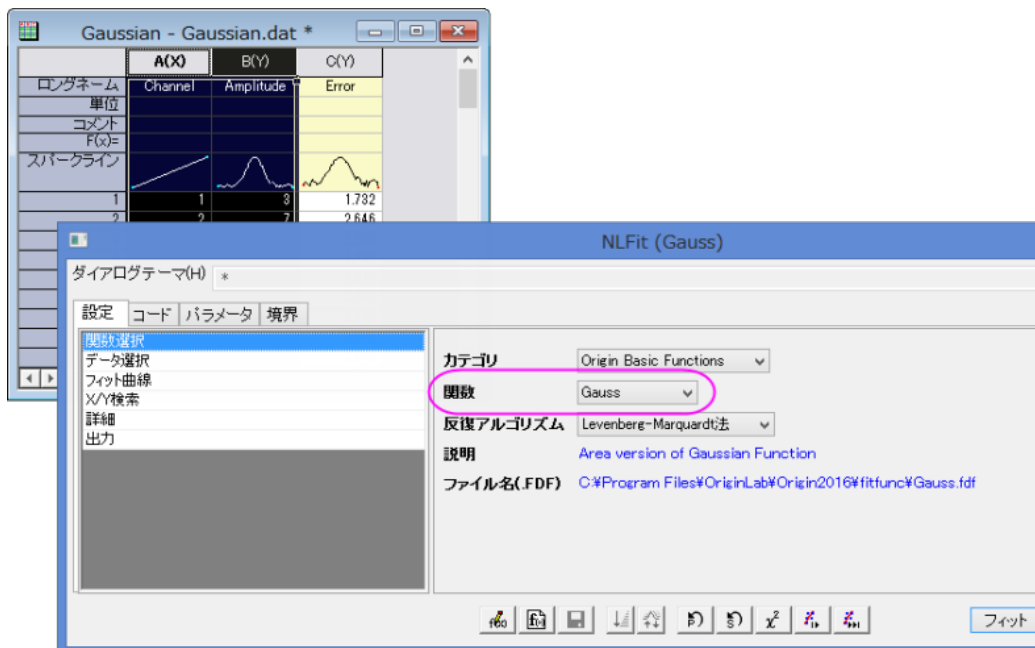 Gaussian - Gaussian.dat *
A(X) B(Y) C(Y)
ロングネーム Channel Amplitude Error
単位
コメント
F(x)=
スパークライン
1 1 3 1.732
2 2 7 2.646
NLFit (Gauss)
ダイアログテーマ(H) *
設定 コード パラメータ 境界
関数選択
データ選択
フィット曲線
X/Y検索
詳細
出力
カテゴリ Origin Basic Functions
関数 Gauss
反復アルゴリズム Levenberg-Marquardt法
説明 Area version of Gaussian Function
ファイル名(.FDF) C:¥Program Files¥OriginLab¥Origin2016¥fitfunc¥Gauss.fdf
フィット